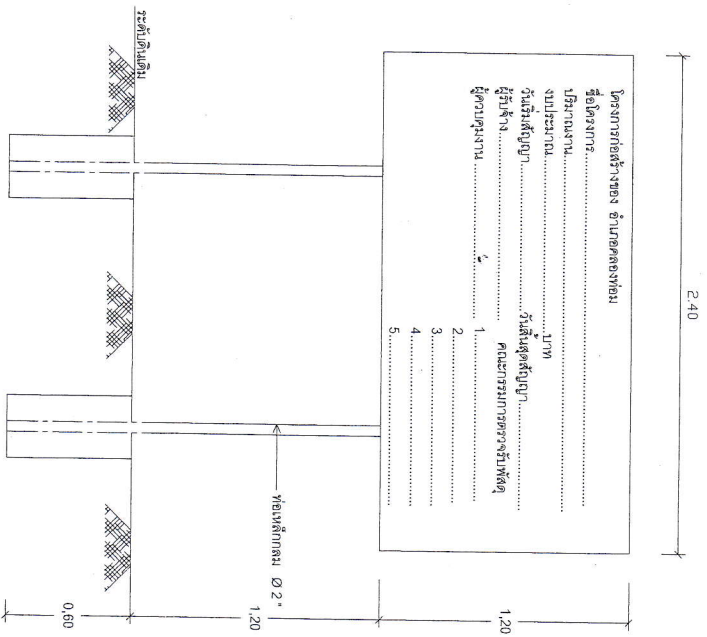 2.40
โครงการก่อสร้างของ อำเภอคลองท่อม
ชื่อโครงการ
ปริมาณงาน
งบประมาณ บาท
วันเริ่มสัญญา วันสิ้นสุดสัญญา
ผู้รับจ้าง คณะกรรมการตรวจรับพัสดุ
ผู้ควบคุมงาน 1.
2.
3.
4.
5.
1.20
ท่อเหล็กกลม Ø 2 "
1.20
ระดับดินเดิม
0.60